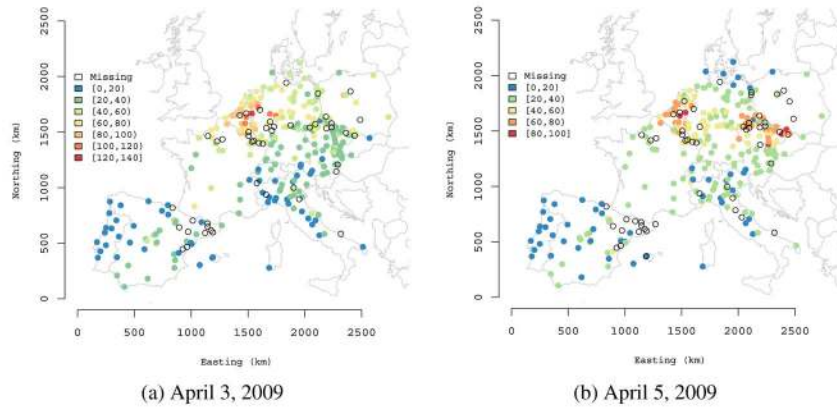 2500
2000
1500
1000
500
0
Northing (km)
Missing
[0,20)
[20,40)
[40,60)
[60,80)
[80,100)
[100,120)
[120,140]
0 500 1000 1500 2000 2500
Easting (km)
(a) April 3, 2009
2500
2000
1500
1000
500
0
Northing (km)
Missing
[0,20)
[20,40)
[40,60)
[60,80)
[80,100]
0 500 1000 1500 2000 2500
Easting (km)
(b) April 5, 2009